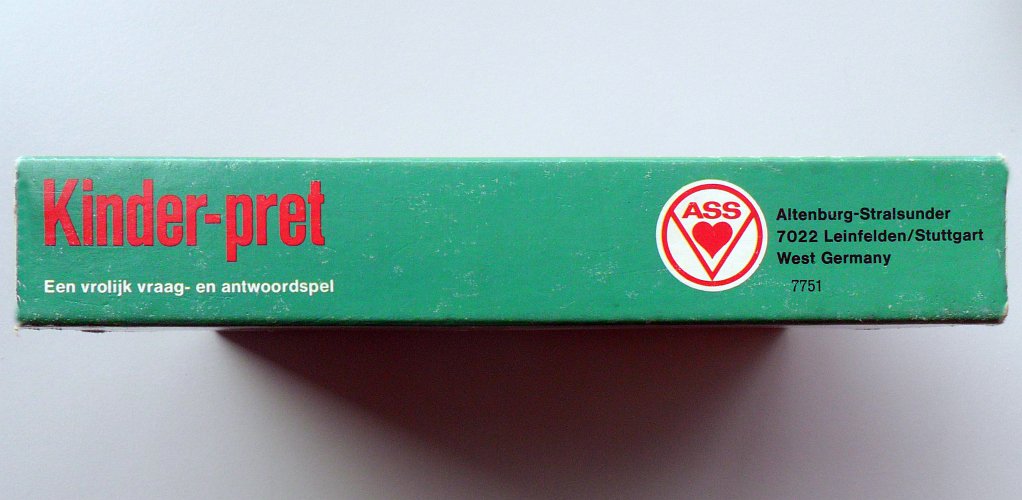 Kinder-pret
Een vrolijk vraag- en antwoordspel
ASS
Altenburg-Stralsunder
7022 Leinfelden/Stuttgart
West Germany
7751